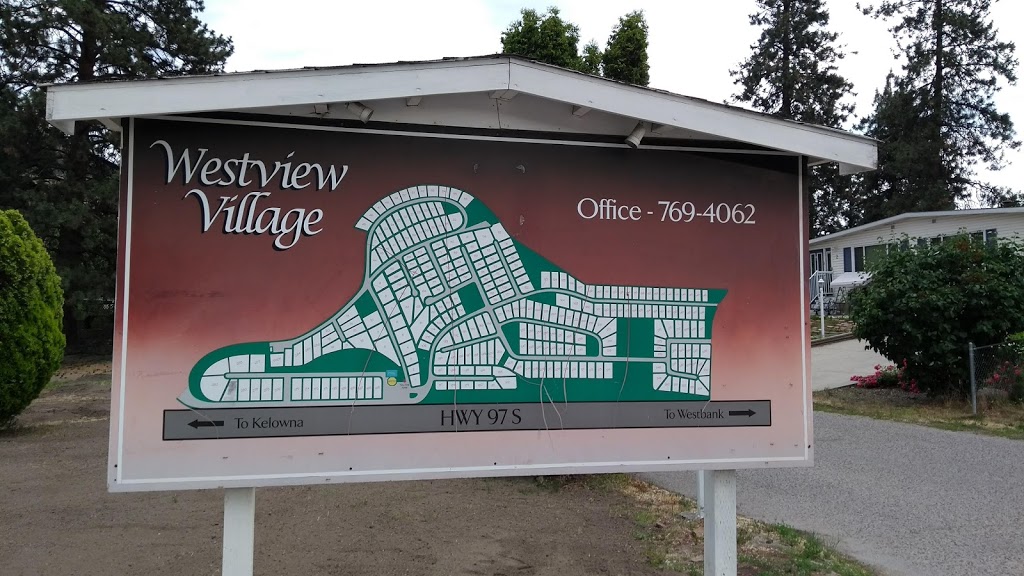 Westview
Village
Office - 769-4062
HWY 97 S
To Kelowna
To Westbank